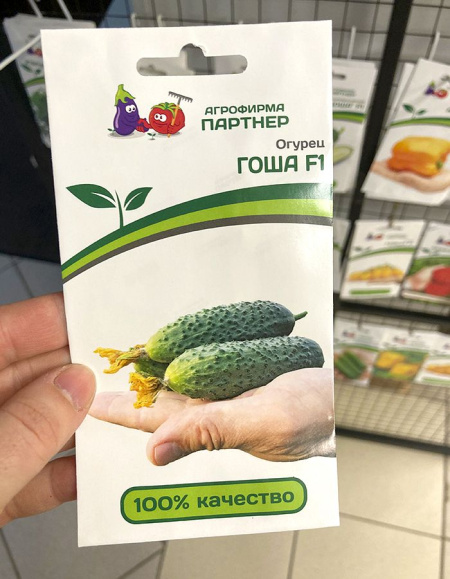 АГРОФИРМА
ПАРТНЕР
Огурец
ГОША F1
100% качество